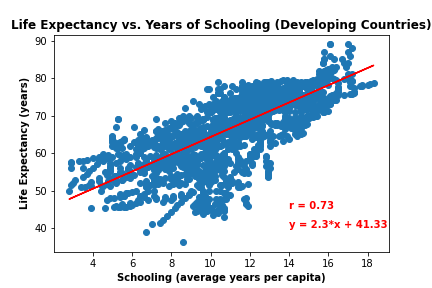 Life Expectancy vs. Years of Schooling (Developing Countries)
90
80
70
60
50
40
Life Expectancy (years)
r = 0.73
y = 2.3*x + 41.33
4 6 8 10 12 14 16 18
Schooling (average years per capita)